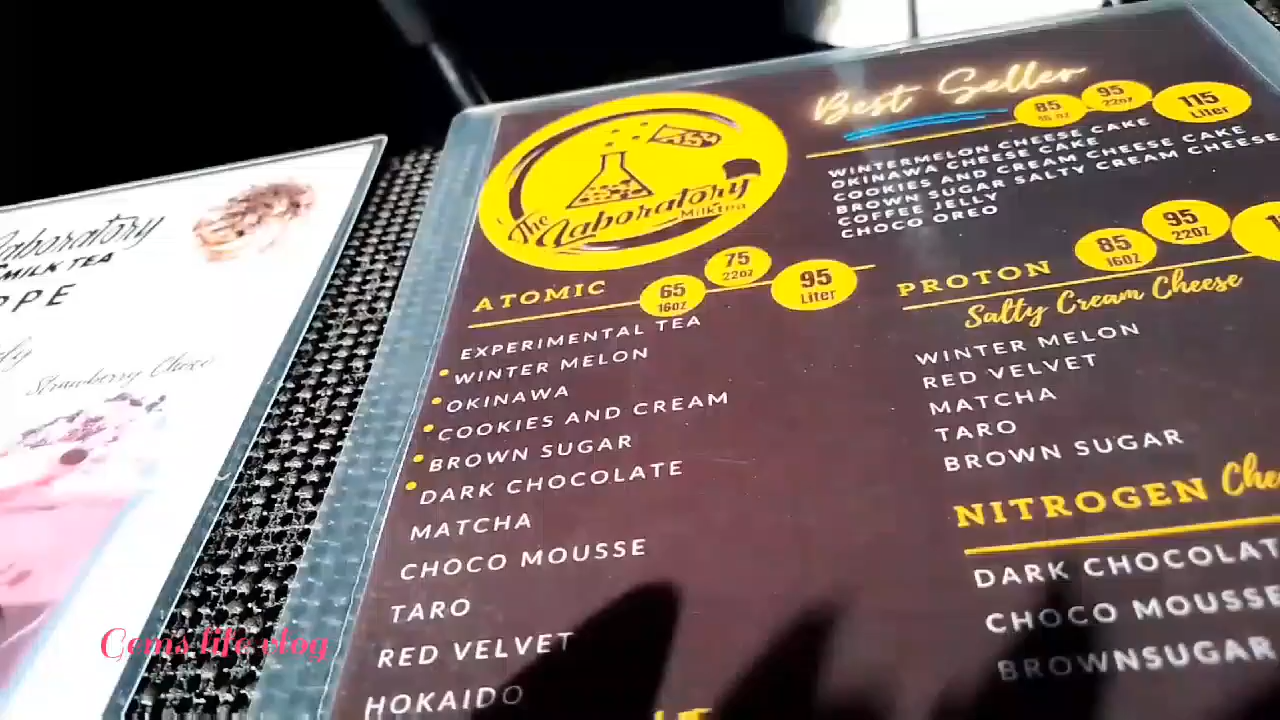 Laboratory
MILK TEA
PPE
Strawberry Choco
The Laboratory
Milktea
Best Seller
85 16 oz
95 22oz
115 Liter
WINTERMELON CHEESE CAKE
OKINAWA CHEESE CAKE
COOKIES AND CREAM CHEESE CAKE
BROWN SUGAR SALTY CREAM CHEESE
COFFEE JELLY
CHOCO OREO
ATOMIC
65 16OZ
75 22OZ
95 Liter
EXPERIMENTAL TEA
WINTER MELON
OKINAWA
COOKIES AND CREAM
BROWN SUGAR
DARK CHOCOLATE
MATCHA
CHOCO MOUSSE
TARO
RED VELVET
HOKAIDO
PROTON
85 16OZ
95 22OZ
Salty Cream Cheese
WINTER MELON
RED VELVET
MATCHA
TARO
BROWN SUGAR
NITROGEN Che
DARK CHOCOLAT
CHOCO MOUSSE
BROWNSUGAR
Gems life vlog